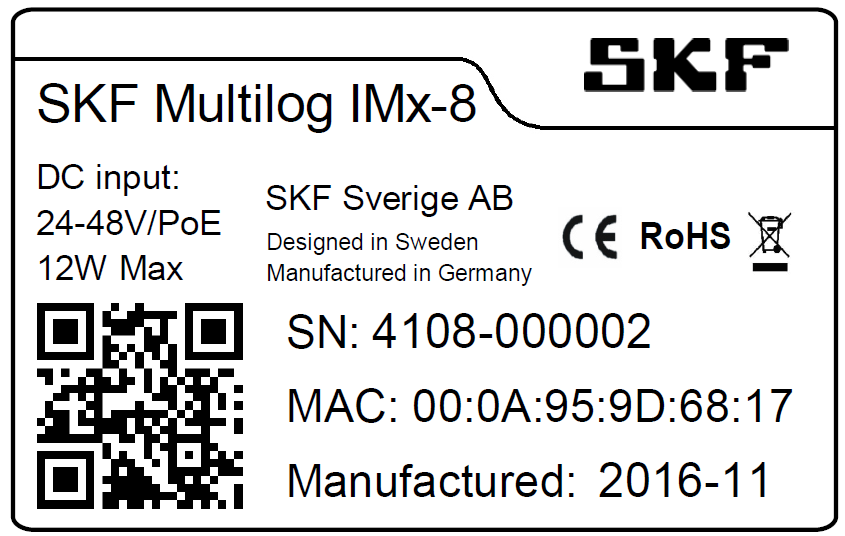 SKF
SKF Multilog IMx-8
DC input:
24-48V/PoE
12W Max
SKF Sverige AB
Designed in Sweden
Manufactured in Germany
CE RoHS
SN: 4108-000002
MAC: 00:0A:95:9D:68:17
Manufactured: 2016-11